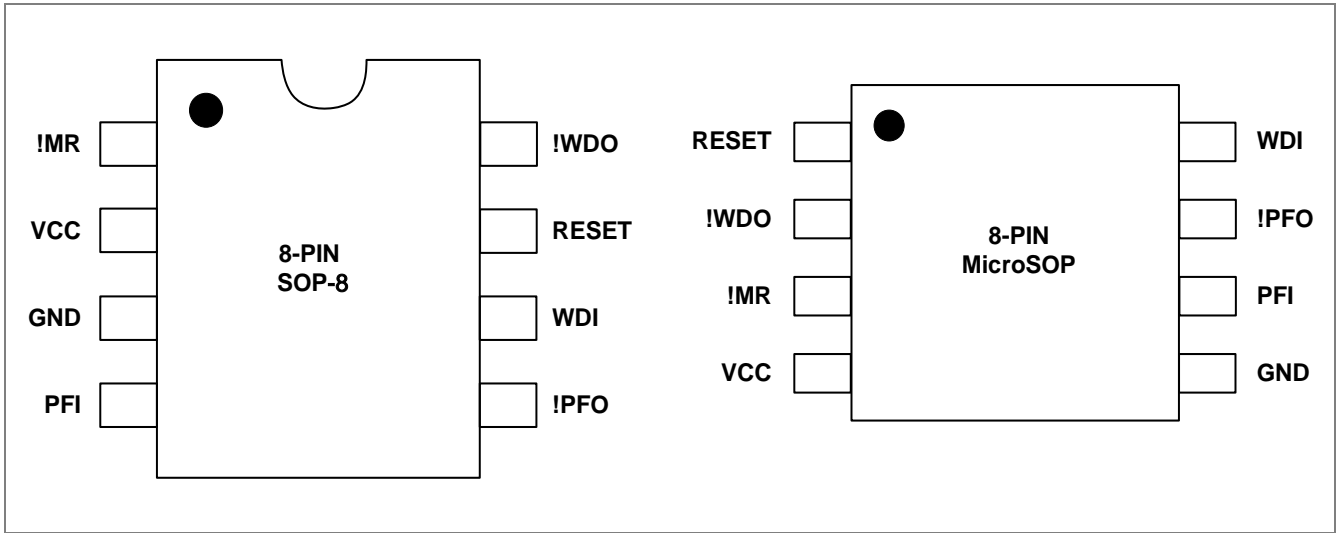 !MR
VCC
GND
PFI
8-PIN
SOP-8
!WDO
RESET
WDI
!PFO
RESET
!WDO
!MR
VCC
8-PIN
MicroSOP
WDI
!PFO
PFI
GND